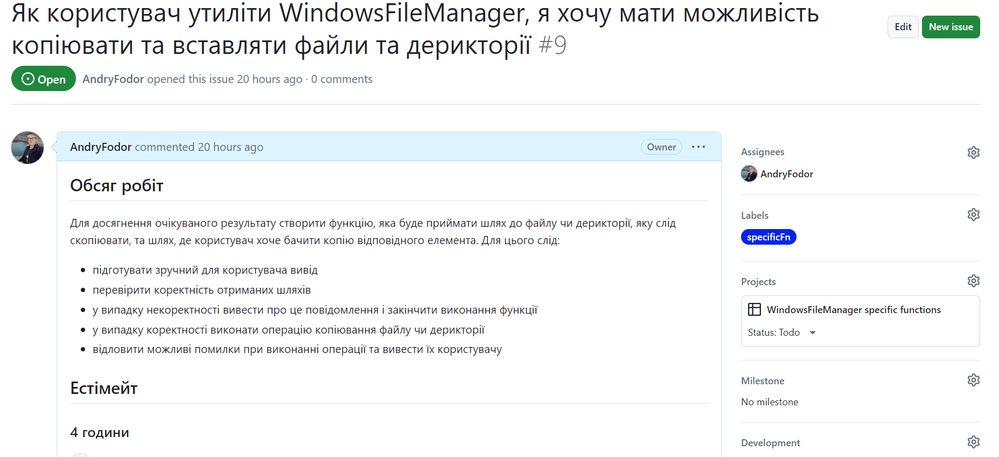 Як користувач утиліти WindowsFileManager, я хочу мати можливість
копіювати та вставляти файли та дерикторії #9
Edit
New issue
Open
AndryFodor opened this issue 20 hours ago · 0 comments
AndryFodor commented 20 hours ago
Owner
Обсяг робіт
Для досягнення очікуваного результату створити функцію, яка буде приймати шлях до файлу чи дерикторії, яку слід
скопіювати, та шлях, де користувач хоче бачити копію відповідного елемента. Для цього слід:
підготувати зручний для користувача вивід
перевірити коректність отриманих шляхів
у випадку некоректності вивести про це повідомлення і закінчити виконання функції
у випадку коректності виконати операцію копіювання файлу чи дерикторії
відловити можливі помилки при виконанні операції та вивести їх користувачу
Естімейт
4 години
Assignees
AndryFodor
Labels
specificFn
Projects
WindowsFileManager specific functions
Status: Todo
Milestone
No milestone
Development